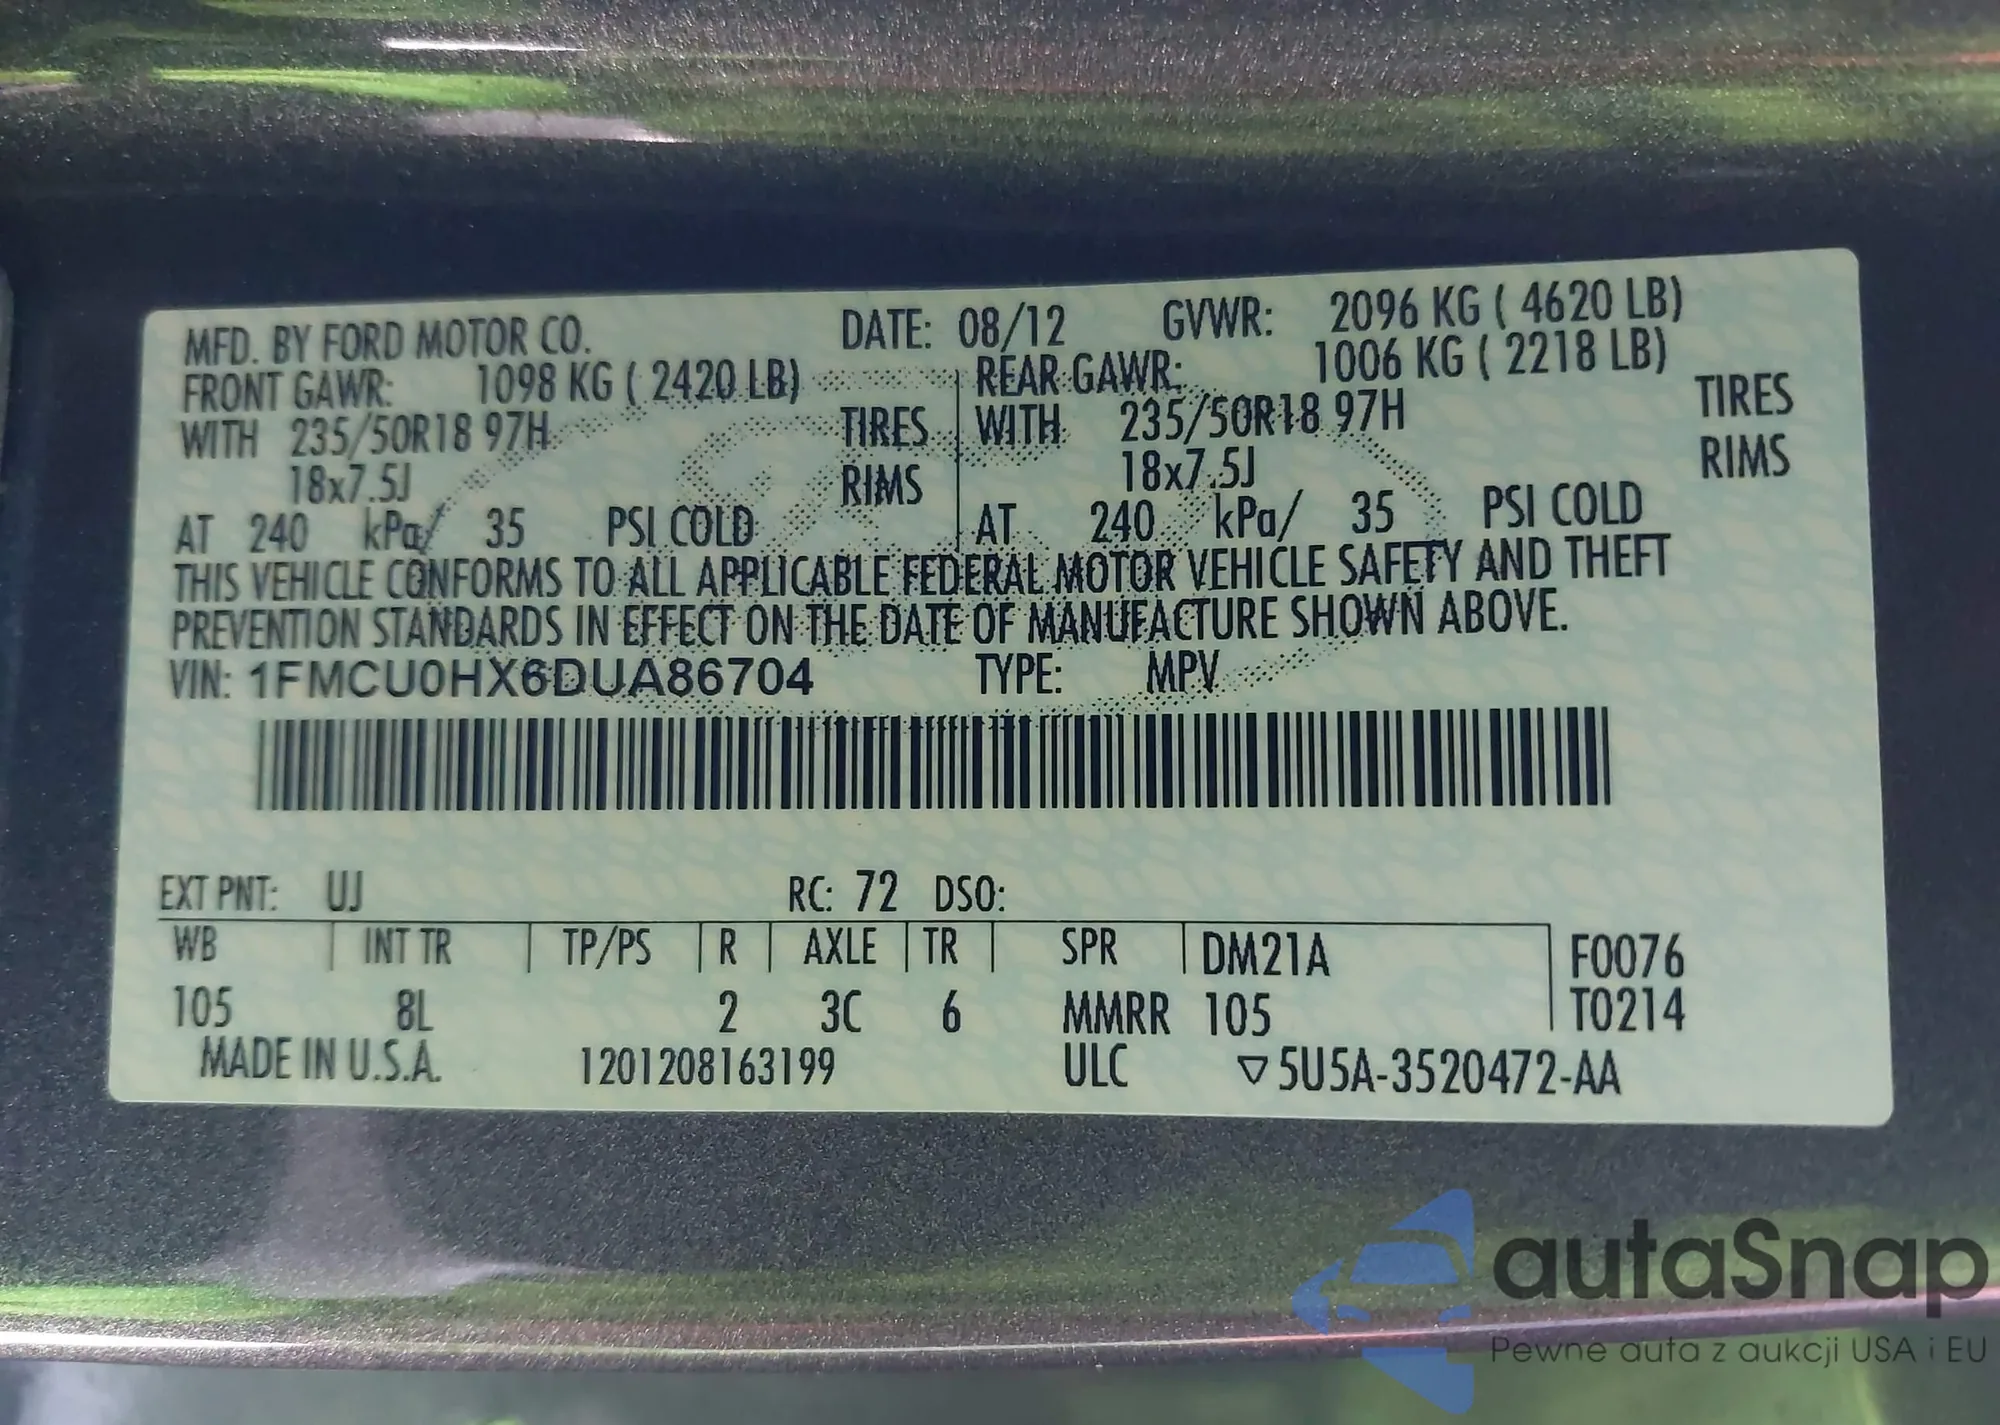 MFD. BY FORD MOTOR CO. DATE: 08/12 GVWR: 2096 KG ( 4620 LB)
FRONT GAWR: 1098 KG ( 2420 LB) REAR GAWR: 1006 KG ( 2218 LB)
WITH 235/50R18 97H TIRES WITH 235/50R18 97H TIRES
18x7.5J RIMS 18x7.5J RIMS
AT 240 kPa/ 35 PSI COLD AT 240 kPa/ 35 PSI COLD
THIS VEHICLE CONFORMS TO ALL APPLICABLE FEDERAL MOTOR VEHICLE SAFETY AND THEFT
PREVENTION STANDARDS IN EFFECT ON THE DATE OF MANUFACTURE SHOWN ABOVE.
VIN: 1FMCU0HX6DUA86704 TYPE: MPV
EXT PNT: UJ RC: 72 DSO:
WB INT TR TP/PS R AXLE TR SPR DM21A F0076
105 8L 2 3C 6 MMRR 105 T0214
MADE IN U.S.A. 1201208163199 ULC ▽5U5A-3520472-AA
autaSnap
Pewne auta z aukcji USA i EU